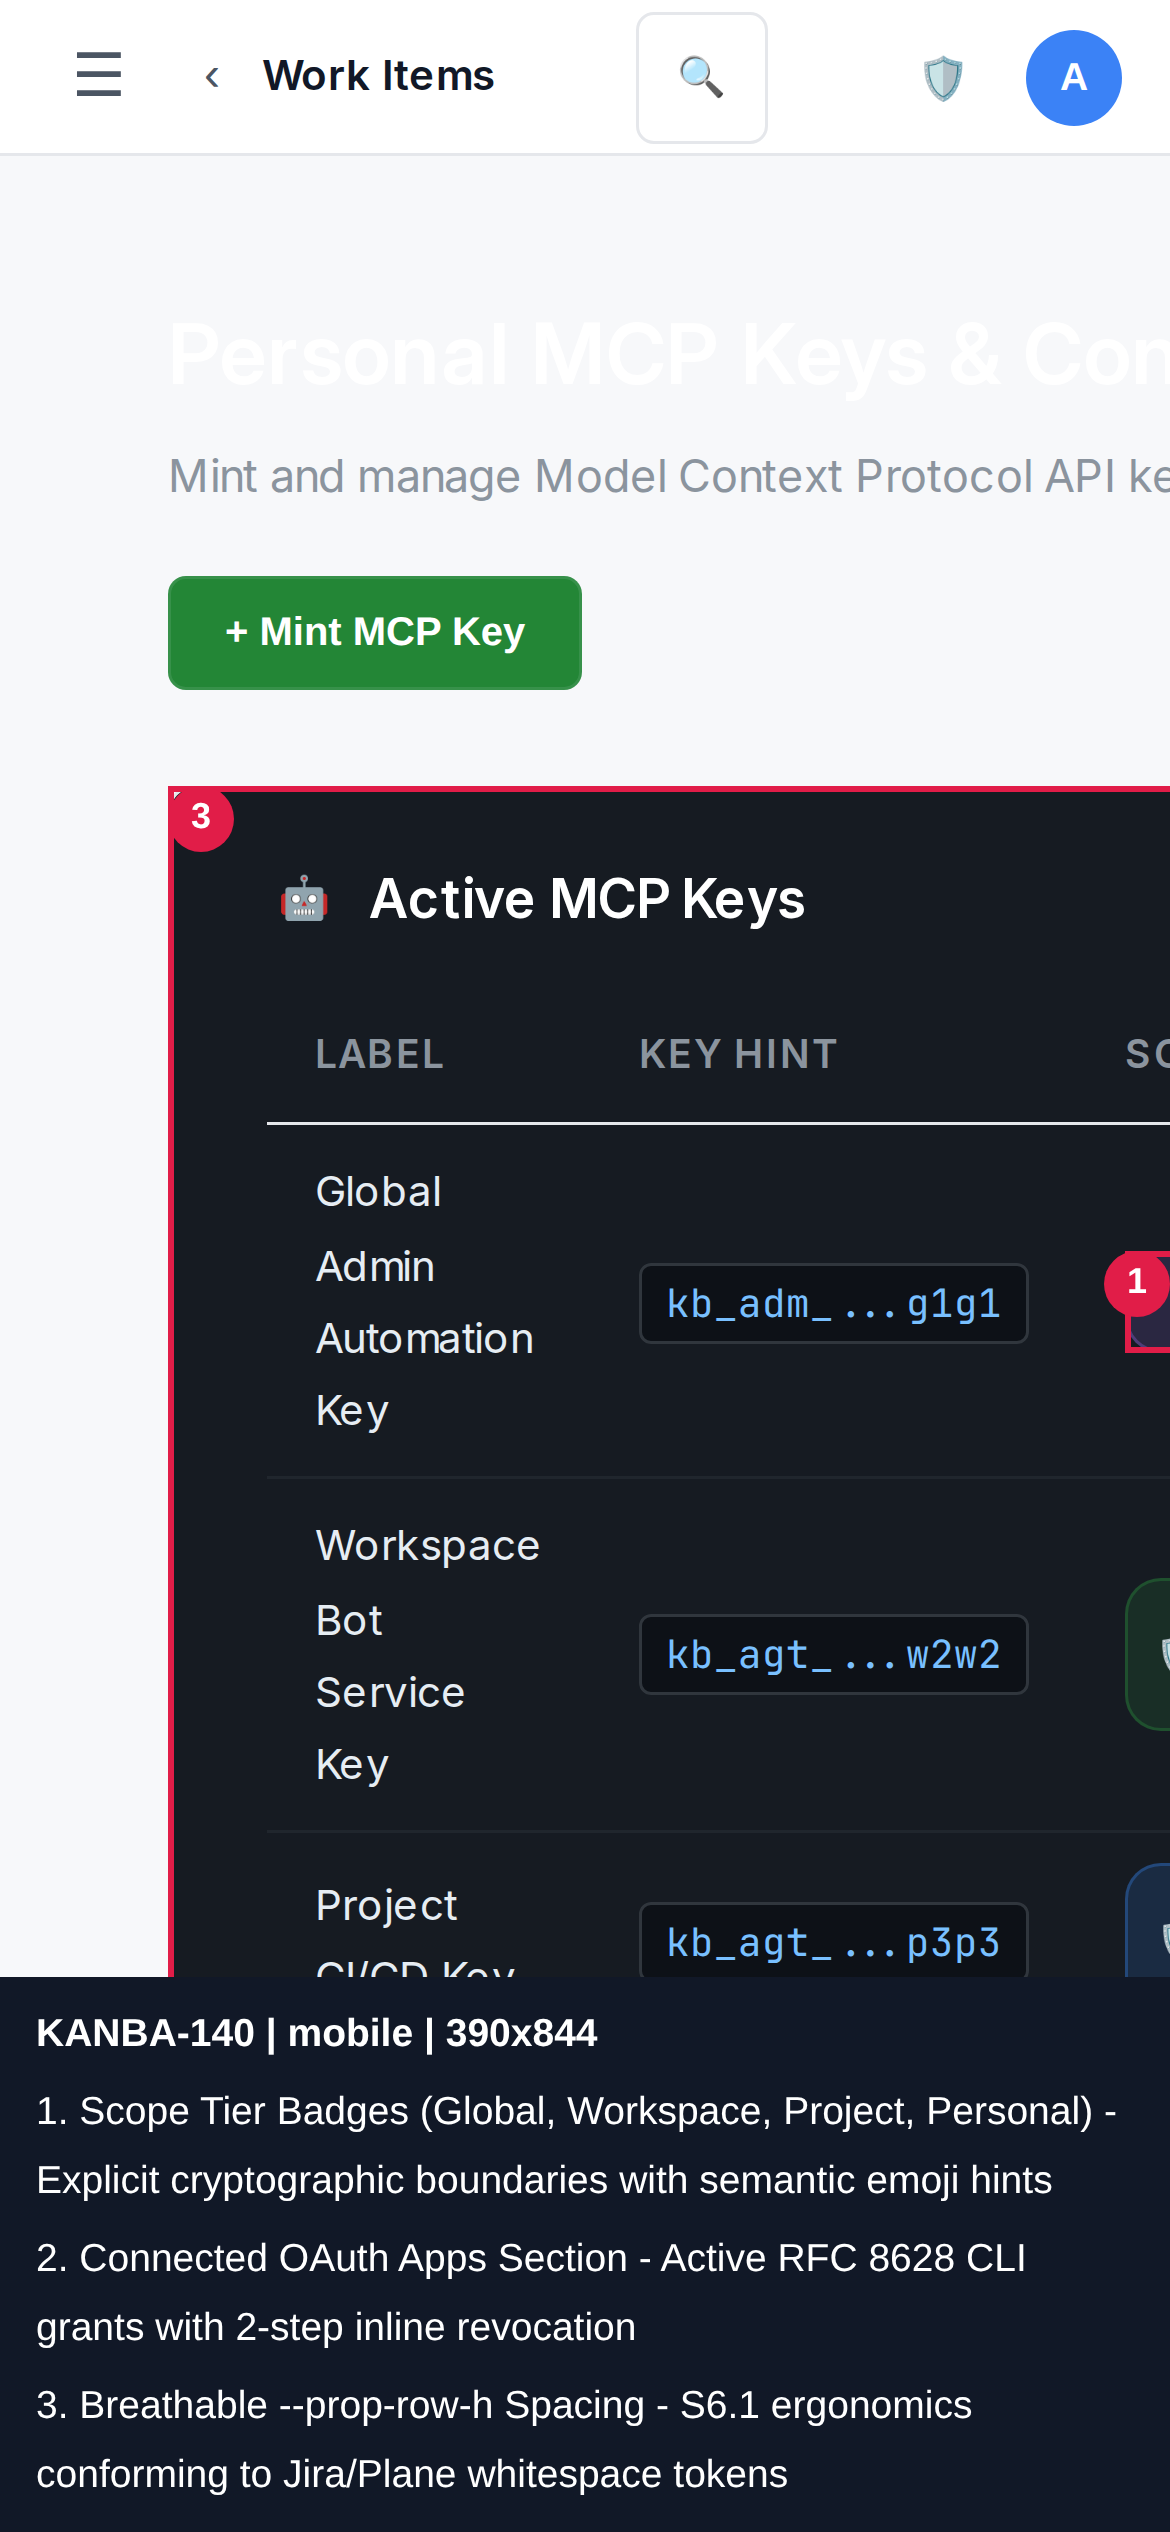 ☰ ‹ Work Items 🔍 🛡️ A
Personal MCP Keys & Con
Mint and manage Model Context Protocol API ke
+ Mint MCP Key
3
🤖 Active MCP Keys
LABEL KEY HINT SC
Global
Admin
Automation
Key
kb_adm_...g1g1
1
Workspace
Bot
Service
Key
kb_agt_...w2w2
Project
CI/CD Key
kb_agt_...p3p3
KANBA-140 | mobile | 390x844
1. Scope Tier Badges (Global, Workspace, Project, Personal) -
Explicit cryptographic boundaries with semantic emoji hints
2. Connected OAuth Apps Section - Active RFC 8628 CLI
grants with 2-step inline revocation
3. Breathable --prop-row-h Spacing - S6.1 ergonomics
conforming to Jira/Plane whitespace tokens